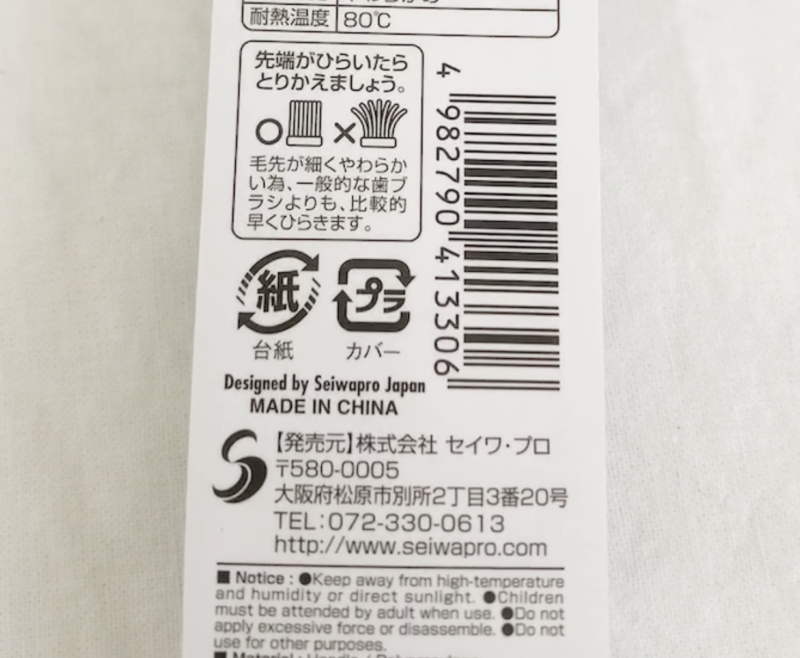 耐熱温度 80℃
先端がひらいたら
とりかえましょう。
○ ×
毛先が細くやわらか
い為、一般的な歯ブ
ラシよりも、比較的
早くひらきます。
4 982790 413306
紙 プラ
台紙 カバー
Designed by Seiwapro Japan
MADE IN CHINA
【発売元】株式会社 セイワ・プロ
〒580-0005
大阪府松原市別所2丁目3番20号
TEL:072-330-0613
http://www.seiwapro.com
■ Notice : ●Keep away from high-temperature
and humidity or direct sunlight. ●Children
must be attended by adult when use. ●Do not
apply excessive force or disassemble. ●Do not
use for other purposes.